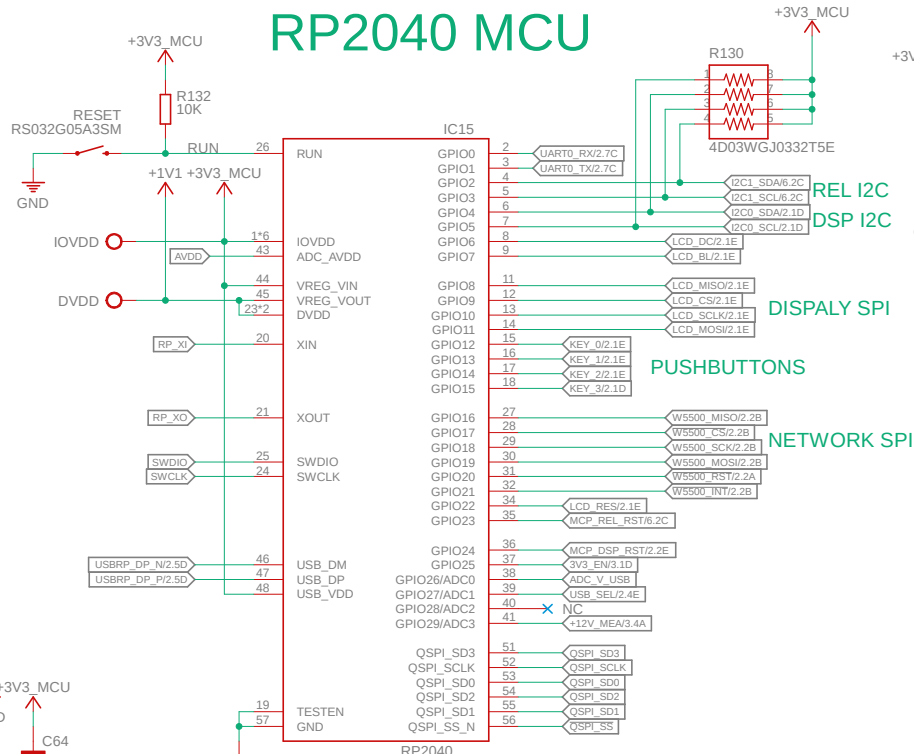 RP2040 MCU
+3V3_MCU
+3V3_MCU
+3V
R132
10K
RESET
RS032G05A3SM
RUN
GND
+1V1 +3V3_MCU
IOVDD
AVDD
DVDD
RP_XI
RP_XO
SWDIO
SWCLK
USBRP_DP_N/2.5D
USBRP_DP_P/2.5D
+3V3_MCU
C64
R130
1 8
2 7
3 6
4 5
4D03WGJ0332T5E
IC15
26 RUN
1*6 IOVDD
43 ADC_AVDD
44 VREG_VIN
45 VREG_VOUT
23*2 DVDD
20 XIN
21 XOUT
25 SWDIO
24 SWCLK
46 USB_DM
47 USB_DP
48 USB_VDD
19 TESTEN
57 GND
GPIO0 2 UART0_RX/2.7C
GPIO1 3 UART0_TX/2.7C
GPIO2 4 I2C1_SDA/6.2C
GPIO3 5 I2C1_SCL/6.2C
REL I2C
GPIO4 6 I2C0_SDA/2.1D
GPIO5 7 I2C0_SCL/2.1D
DSP I2C
GPIO6 8 LCD_DC/2.1E
GPIO7 9 LCD_BL/2.1E
GPIO8 11 LCD_MISO/2.1E
GPIO9 12 LCD_CS/2.1E
GPIO10 13 LCD_SCLK/2.1E
GPIO11 14 LCD_MOSI/2.1E
DISPALY SPI
GPIO12 15 KEY_0/2.1E
GPIO13 16 KEY_1/2.1E
GPIO14 17 KEY_2/2.1E
GPIO15 18 KEY_3/2.1D
PUSHBUTTONS
GPIO16 27 W5500_MISO/2.2B
GPIO17 28 W5500_CS/2.2B
GPIO18 29 W5500_SCK/2.2B
GPIO19 30 W5500_MOSI/2.2B
NETWORK SPI
GPIO20 31 W5500_RST/2.2A
GPIO21 32 W5500_INT/2.2B
GPIO22 34 LCD_RES/2.1E
GPIO23 35 MCP_REL_RST/6.2C
GPIO24 36 MCP_DSP_RST/2.2E
GPIO25 37 3V3_EN/3.1D
GPIO26/ADC0 38 ADC_V_USB
GPIO27/ADC1 39 USB_SEL/2.4E
GPIO28/ADC2 40 NC
GPIO29/ADC3 41 +12V_MEA/3.4A
QSPI_SD3 51 QSPI_SD3
QSPI_SCLK 52 QSPI_SCLK
QSPI_SD0 53 QSPI_SD0
QSPI_SD2 54 QSPI_SD2
QSPI_SD1 55 QSPI_SD1
QSPI_SS_N 56 QSPI_SS
RP2040